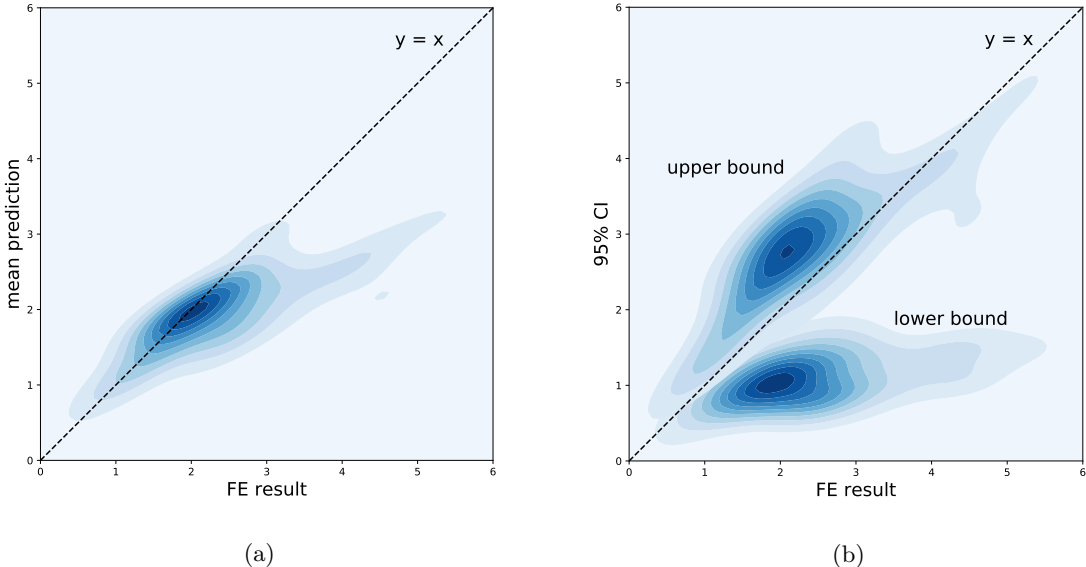 6
5
4
3
2
1
0
0 1 2 3 4 5 6
mean prediction
FE result
y = x
(a)
6
5
4
3
2
1
0
0 1 2 3 4 5 6
95% CI
FE result
y = x
upper bound
lower bound
(b)